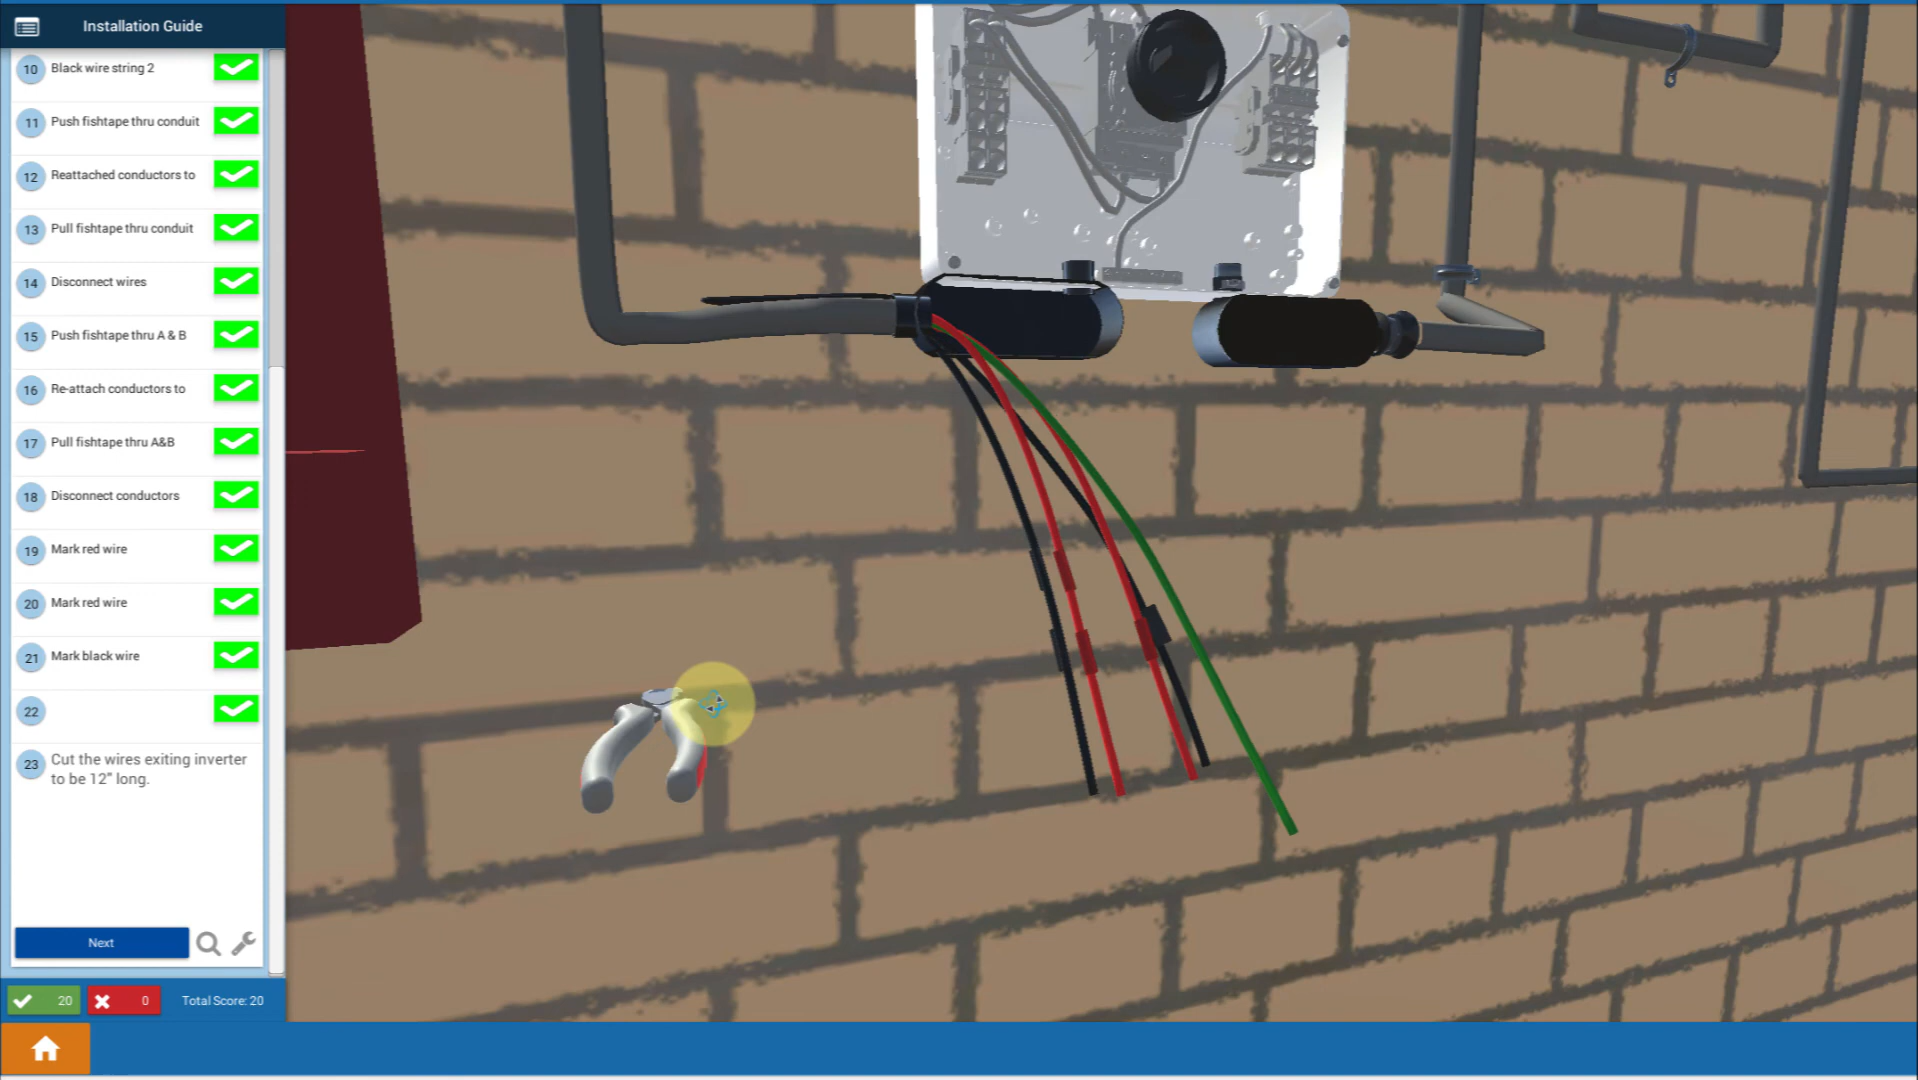 Installation Guide
10 Black wire string 2
11 Push fishtape thru conduit
12 Reattached conductors to
13 Pull fishtape thru conduit
14 Disconnect wires
15 Push fishtape thru A & B
16 Re-attach conductors to
17 Pull fishtape thru A&B
18 Disconnect conductors
19 Mark red wire
20 Mark red wire
21 Mark black wire
22
23 Cut the wires exiting inverter
to be 12" long.
Next
20 0 Total Score: 20